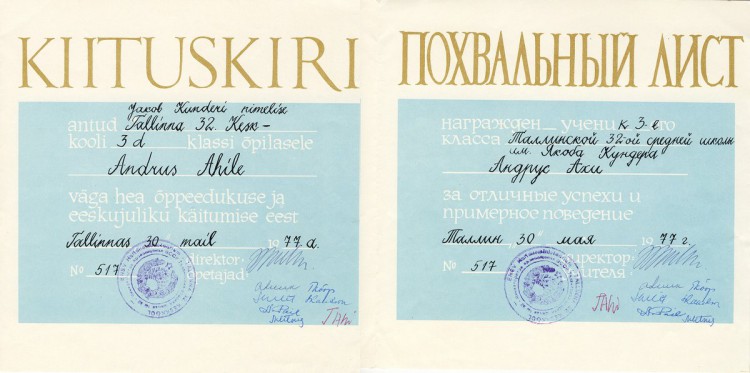 KIITUSKIRI
Jakob Kunderi nimelise
antud Tallinna 32. Kesk-
kooli 3 d klassi õpilasele
Andrus Ahile
väga hea õppeedukuse ja
eeskujuliku käitumise eest
Tallinnas 30 mail 1977 a.
direktor
№ 517 õpetajad:
ПОХВАЛЬНЫЙ ЛИСТ
награжден ученик 3-его
класса Таллинской 32-ой средней школы
им. Якоба Кундера
Андрус Ахи
за отличные успехи и
примерное поведение
Таллин „30" мая 1977 г.
директор:
№ 517 учителя: